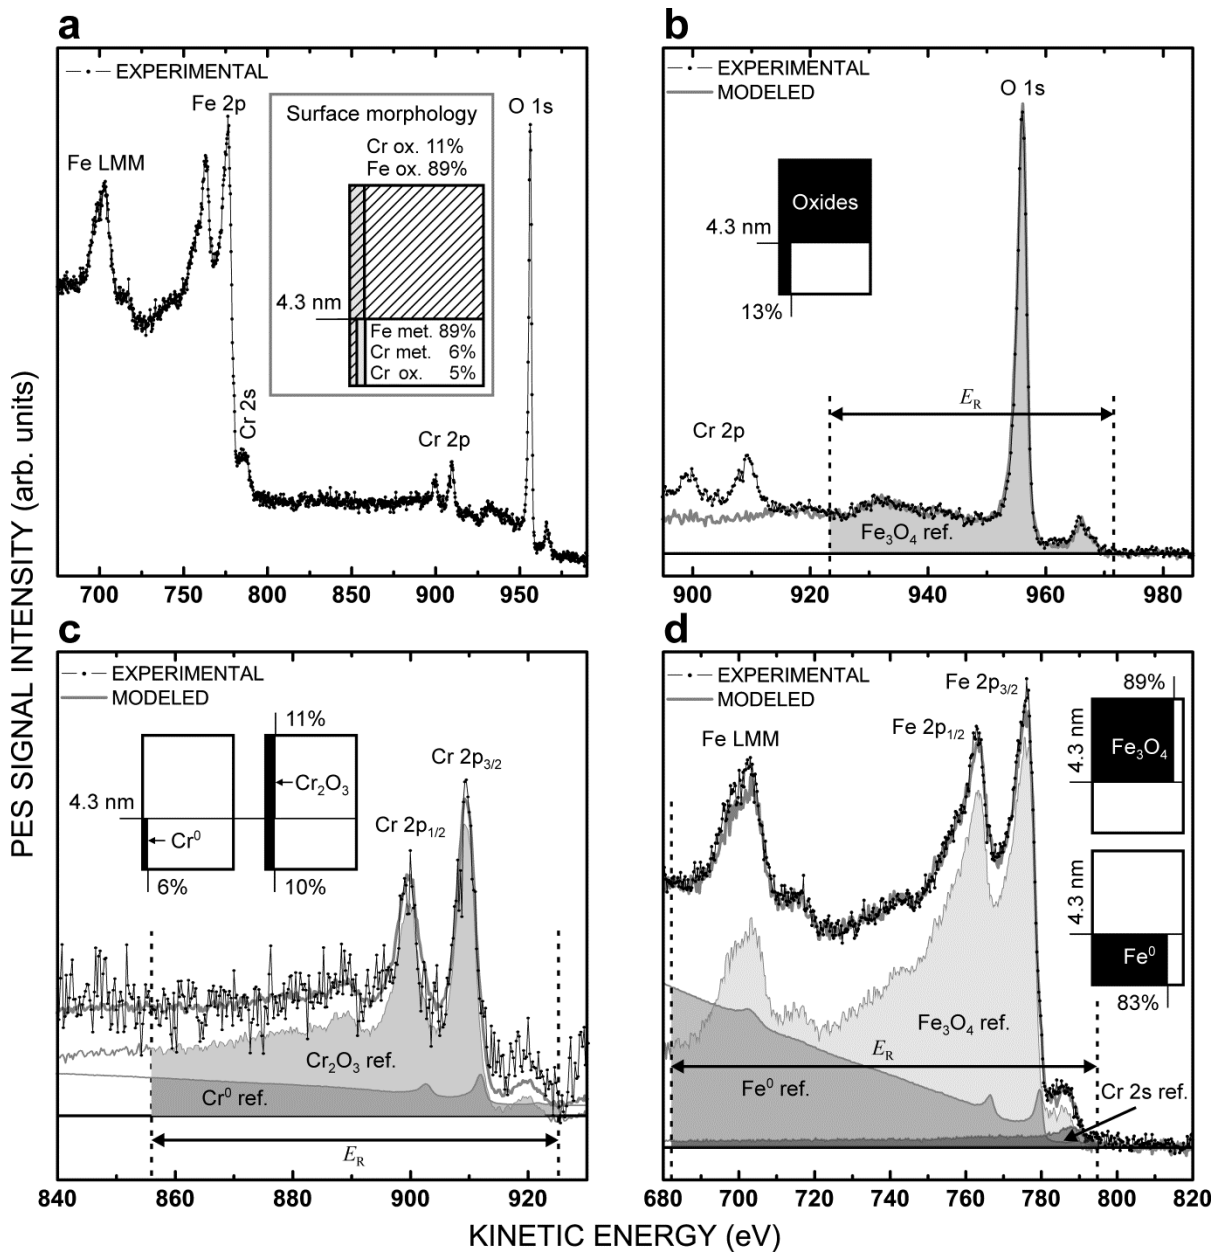 PES SIGNAL INTENSITY (arb. units)
a
EXPERIMENTAL
Fe LMM
Fe 2p
Cr 2s
Cr 2p
O 1s
Surface morphology
Cr ox. 11%
Fe ox. 89%
4.3 nm
Fe met. 89%
Cr met. 6%
Cr ox. 5%
700 750 800 850 900 950
b
EXPERIMENTAL
MODELED
O 1s
Oxides
4.3 nm
13%
E_R
Cr 2p
Fe₃O₄ ref.
900 920 940 960 980
c
EXPERIMENTAL
MODELED
11%
Cr₂O₃
4.3 nm
Cr⁰
6%
10%
Cr 2p₃/₂
Cr 2p₁/₂
Cr₂O₃ ref.
Cr⁰ ref.
E_R
840 860 880 900 920
d
EXPERIMENTAL
MODELED
Fe 2p₃/₂
Fe 2p₁/₂
Fe LMM
89%
4.3 nm
Fe₃O₄
4.3 nm
Fe⁰
83%
Fe₃O₄ ref.
E_R
Fe⁰ ref.
Cr 2s ref.
680 700 720 740 760 780 800 820
KINETIC ENERGY (eV)